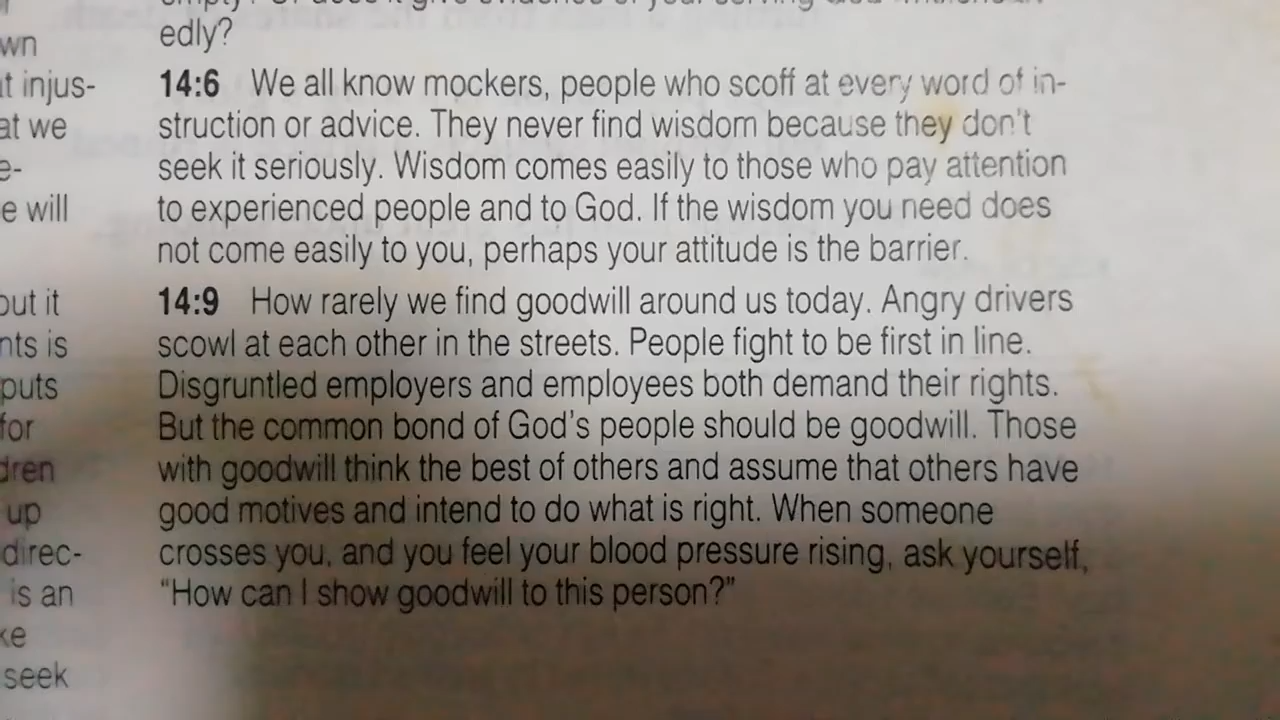 edly?
14:6 We all know mockers, people who scoff at every word of in-
struction or advice. They never find wisdom because they don't
seek it seriously. Wisdom comes easily to those who pay attention
to experienced people and to God. If the wisdom you need does
not come easily to you, perhaps your attitude is the barrier.
14:9 How rarely we find goodwill around us today. Angry drivers
scowl at each other in the streets. People fight to be first in line.
Disgruntled employers and employees both demand their rights.
But the common bond of God's people should be goodwill. Those
with goodwill think the best of others and assume that others have
good motives and intend to do what is right. When someone
crosses you, and you feel your blood pressure rising, ask yourself,
“How can I show goodwill to this person?”